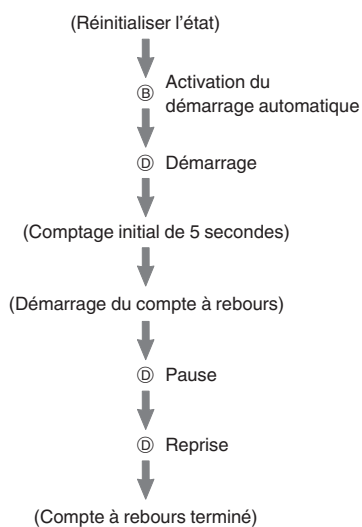 (Réinitialiser l'état)
Ⓑ Activation du
démarrage automatique
Ⓓ Démarrage
(Comptage initial de 5 secondes)
(Démarrage du compte à rebours)
Ⓓ Pause
Ⓓ Reprise
(Compte à rebours terminé)